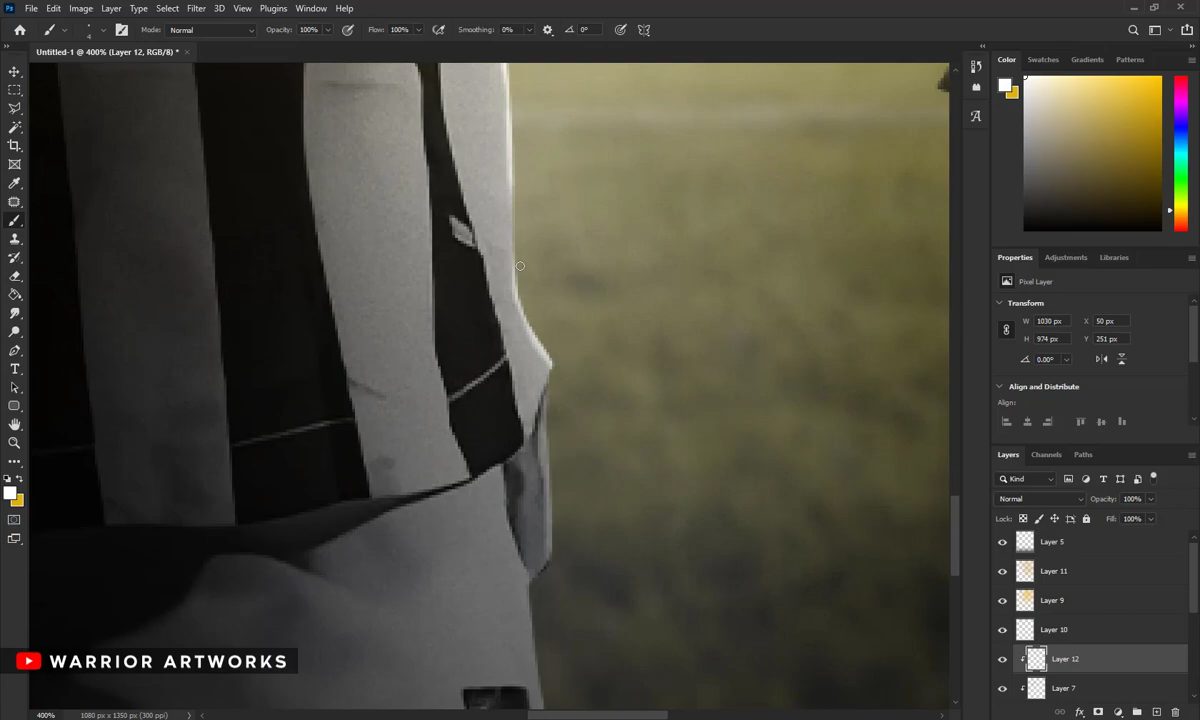 File Edit Image Layer Type Select Filter 3D View Plugins Window Help
4 Mode: Normal Opacity: 100% Flow: 100% Smoothing: 0% 0°
Untitled-1 @ 400% (Layer 12, RGB/8) *
Color Swatches Gradients Patterns
Properties Adjustments Libraries
Pixel Layer
Transform
W 1030 px X 50 px
H 974 px Y 251 px
0.00°
Align and Distribute
Align:
Layers Channels Paths
Kind
Normal Opacity: 100%
Lock: Fill: 100%
Layer 5
Layer 11
Layer 9
Layer 10
Layer 12
Layer 7
WARRIOR ARTWORKS
400% 1080 px x 1350 px (300 ppi)